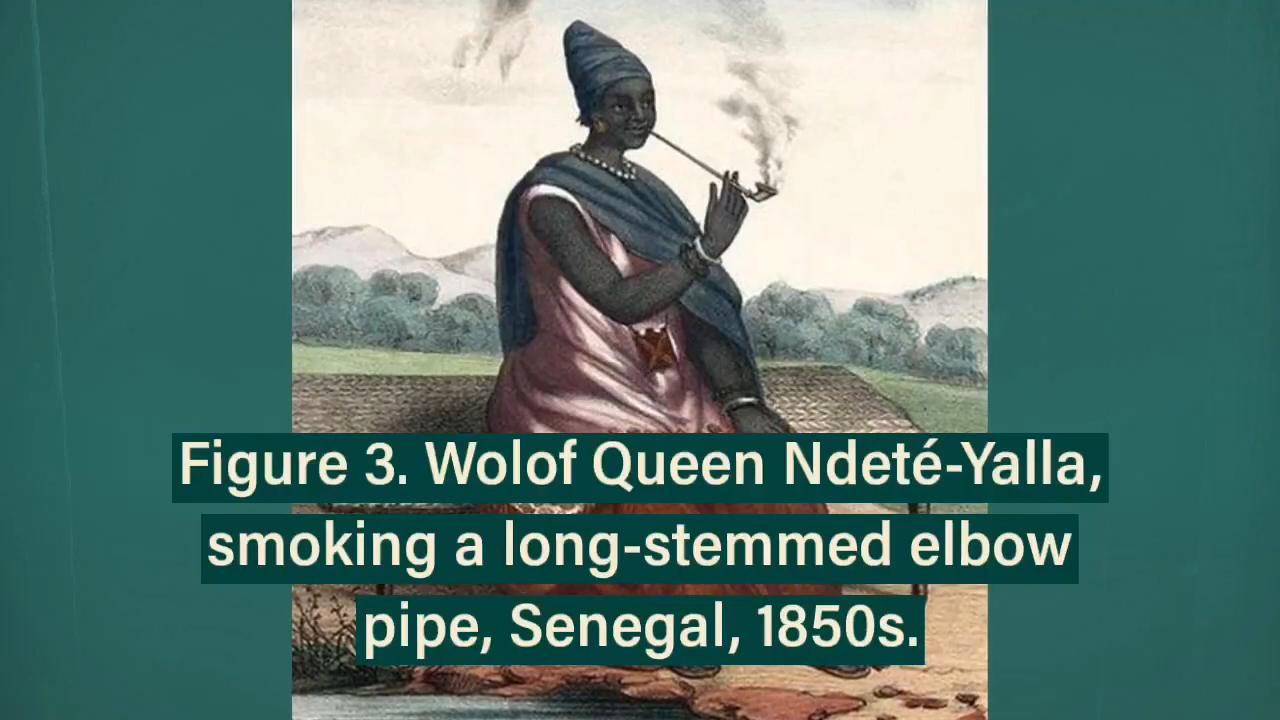 Figure 3. Wolof Queen Ndeté-Yalla,
smoking a long-stemmed elbow
pipe, Senegal, 1850s.